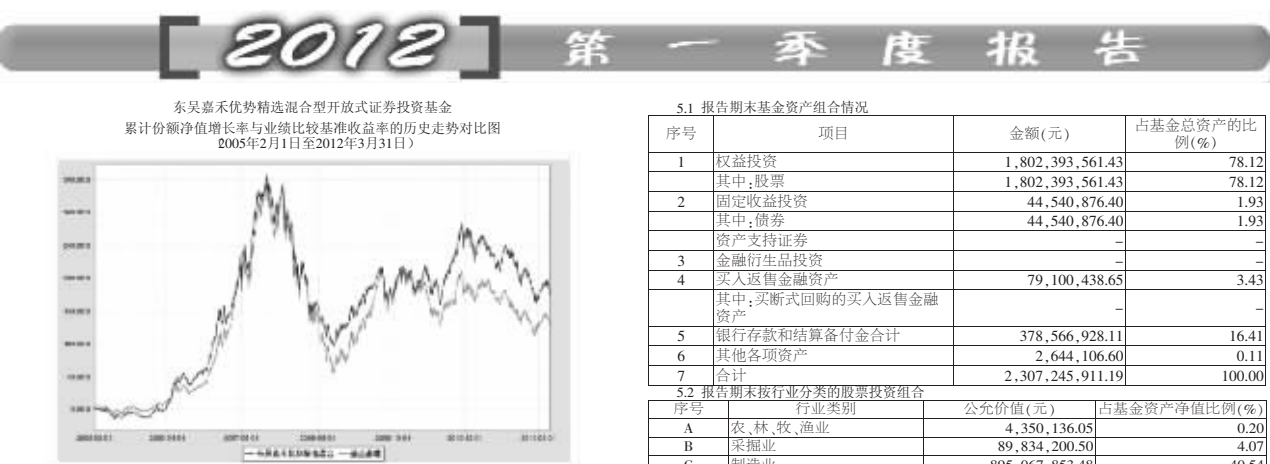 2012 第一季度报告
东吴嘉禾优势精选混合型开放式证券投资基金
累计份额净值增长率与业绩比较基准收益率的历史走势对比图
2005年2月1日至2012年3月31日）
5.1 报告期末基金资产组合情况
序号 项目 金额(元) 占基金总资产的比
例(%)
1 权益投资 1,802,393,561.43 78.12
其中:股票 1,802,393,561.43 78.12
2 固定收益投资 44,540,876.40 1.93
其中:债券 44,540,876.40 1.93
资产支持证券 – –
3 金融衍生品投资 – –
4 买入返售金融资产 79,100,438.65 3.43
其中:买断式回购的买入返售金融
资产 – –
5 银行存款和结算备付金合计 378,566,928.11 16.41
6 其他各项资产 2,644,106.60 0.11
7 合计 2,307,245,911.19 100.00
5.2 报告期末按行业分类的股票投资组合
序号 行业类别 公允价值(元) 占基金资产净值比例(%)
A 农、林、牧、渔业 4,350,136.05 0.20
B 采掘业 89,834,200.50 4.07
C 制造业